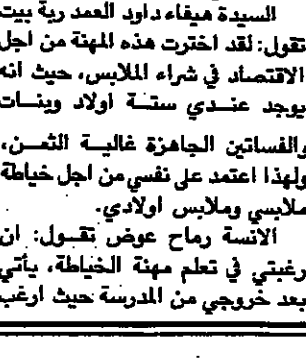 السيدة هيفاء داود العمد رية بيت
تقول: لقد اخترت هذه المهنة من اجل
الاقتصاد في شراء الملابس، حيث انه
يوجد عندي ستة اولاد وبنات
والفساتين الجاهزة غالية الثمن،
ولهذا اعتمد على نفسي من اجل خياطة
ملابسي وملابس اولادي.
الانسة رماح عوض تقول: ان
رغبتي في تعلم مهنة الخياطة، يأتي
بعد خروجي من المدرسة حيث ارغب